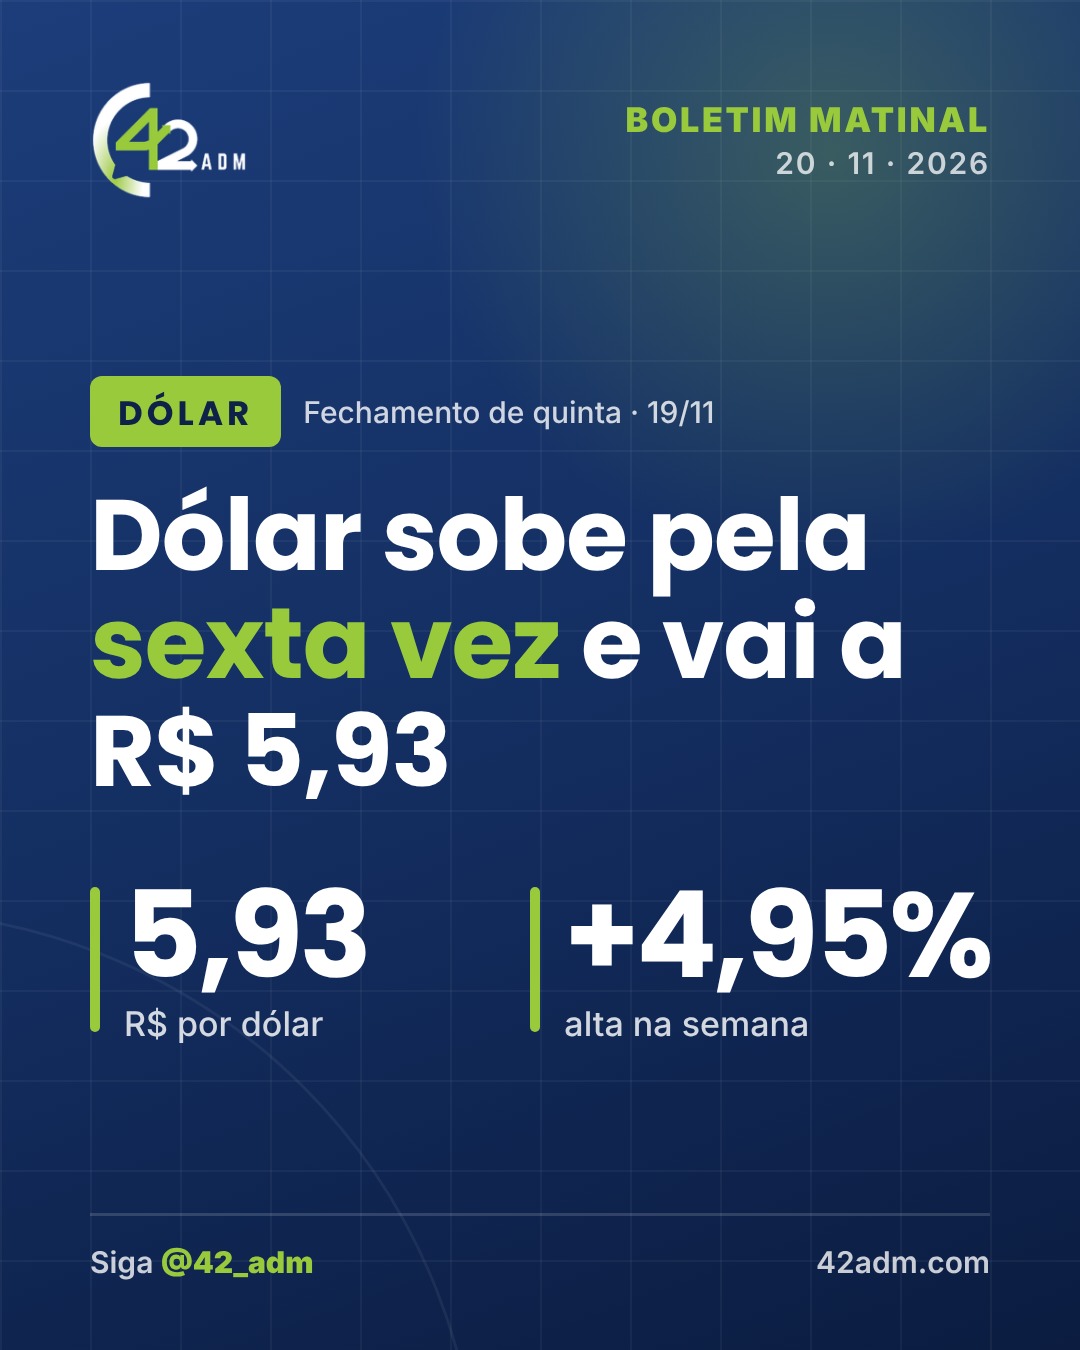 42 ADM
BOLETIM MATINAL
20 · 11 · 2026
DÓLAR
Fechamento de quinta · 19/11
Dólar sobe pela
sexta vez e vai a
R$ 5,93
5,93
R$ por dólar
+4,95%
alta na semana
Siga @42_adm
42adm.com